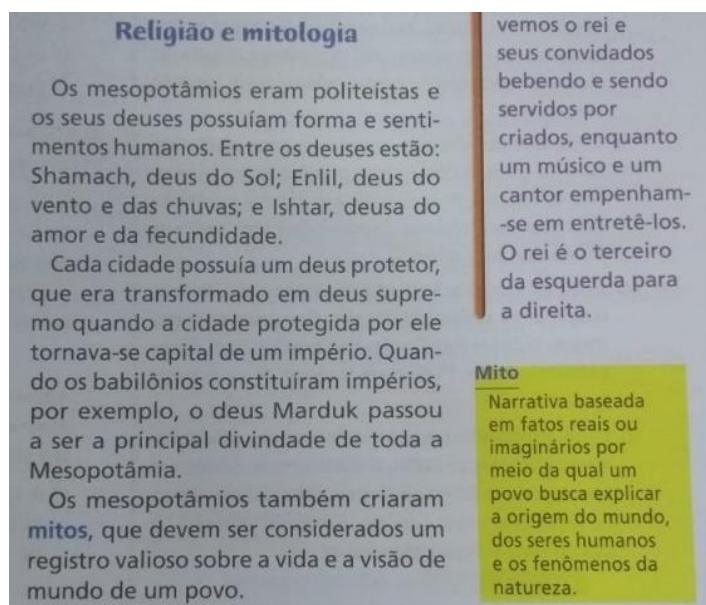 Religião e mitologia
Os mesopotâmios eram politeístas e
os seus deuses possuíam forma e senti-
mentos humanos. Entre os deuses estão:
Shamach, deus do Sol; Enlil, deus do
vento e das chuvas; e Ishtar, deusa do
amor e da fecundidade.
Cada cidade possuía um deus protetor,
que era transformado em deus supre-
mo quando a cidade protegida por ele
tornava-se capital de um império. Quan-
do os babilônios constituíram impérios,
por exemplo, o deus Marduk passou
a ser a principal divindade de toda a
Mesopotâmia.
Os mesopotâmios também criaram
mitos, que devem ser considerados um
registro valioso sobre a vida e a visão de
mundo de um povo.
vemos o rei e
seus convidados
bebendo e sendo
servidos por
criados, enquanto
um músico e um
cantor empenham-
-se em entretê-los.
O rei é o terceiro
da esquerda para
a direita.
Mito
Narrativa baseada
em fatos reais ou
imaginários por
meio da qual um
povo busca explicar
a origem do mundo,
dos seres humanos
e os fenômenos da
natureza.